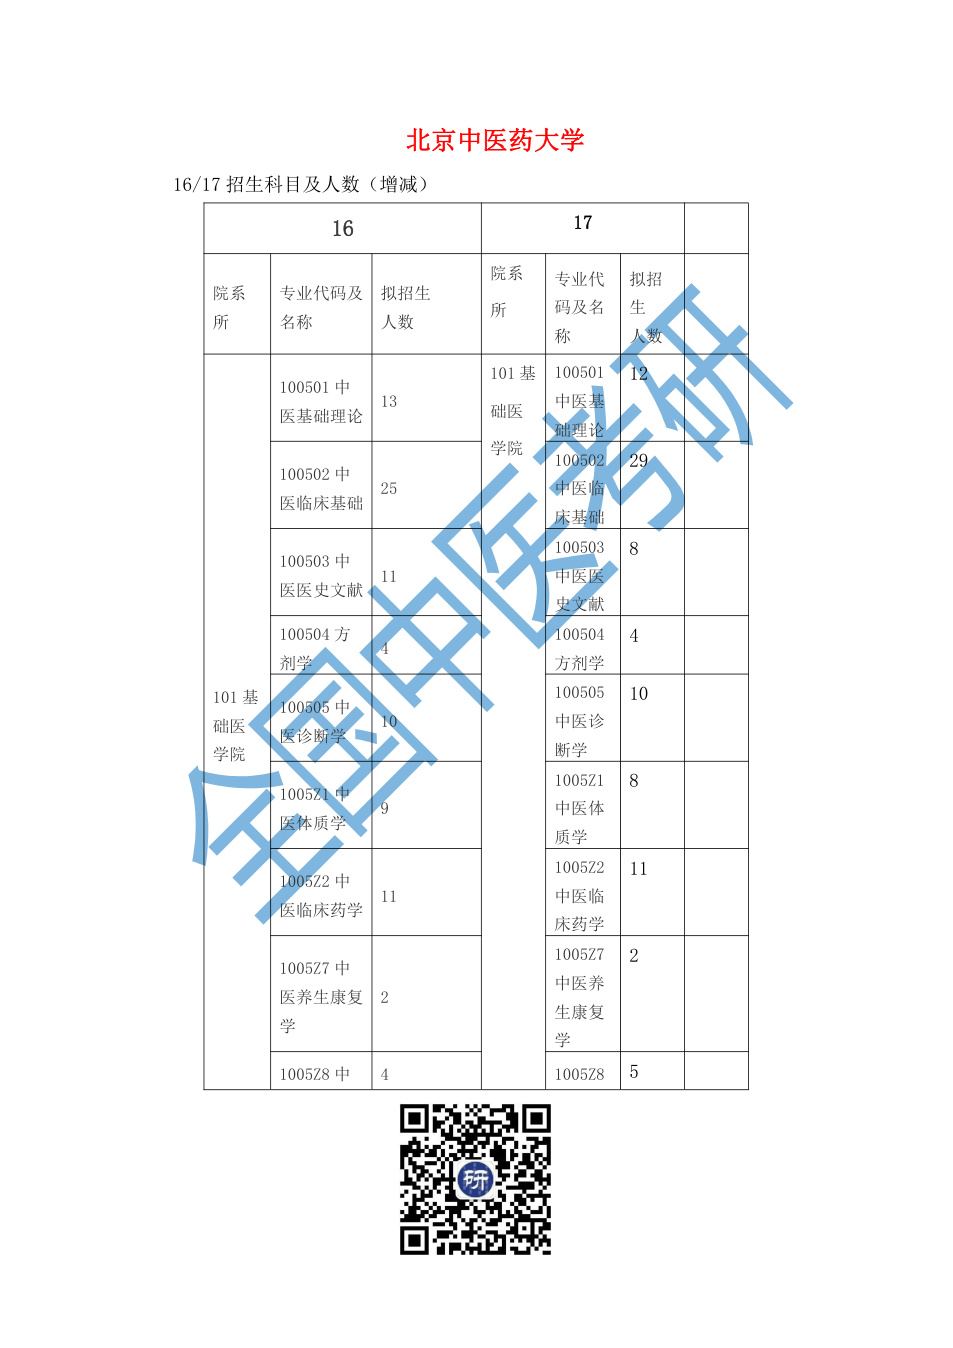 北京中医药大学
16/17 招生科目及人数（增减）
16
17
院系
所
专业代码及
名称
拟招生
人数
院系
所
专业代
码及名
称
拟招
生
人数
101 基
础医
学院
100501 中
医基础理论
13
101 基
础医
学院
100501
中医基
础理论
12
100502 中
医临床基础
25
100502
中医临
床基础
29
100503 中
医医史文献
11
100503
中医医
史文献
8
100504 方
剂学
4
100504
方剂学
4
100505 中
医诊断学
10
100505
中医诊
断学
10
1005Z1 中
医体质学
9
1005Z1
中医体
质学
8
1005Z2 中
医临床药学
11
1005Z2
中医临
床药学
11
1005Z7 中
医养生康复
学
2
1005Z7
中医养
生康复
学
2
1005Z8 中
4
1005Z8
5
全国中医考研
研